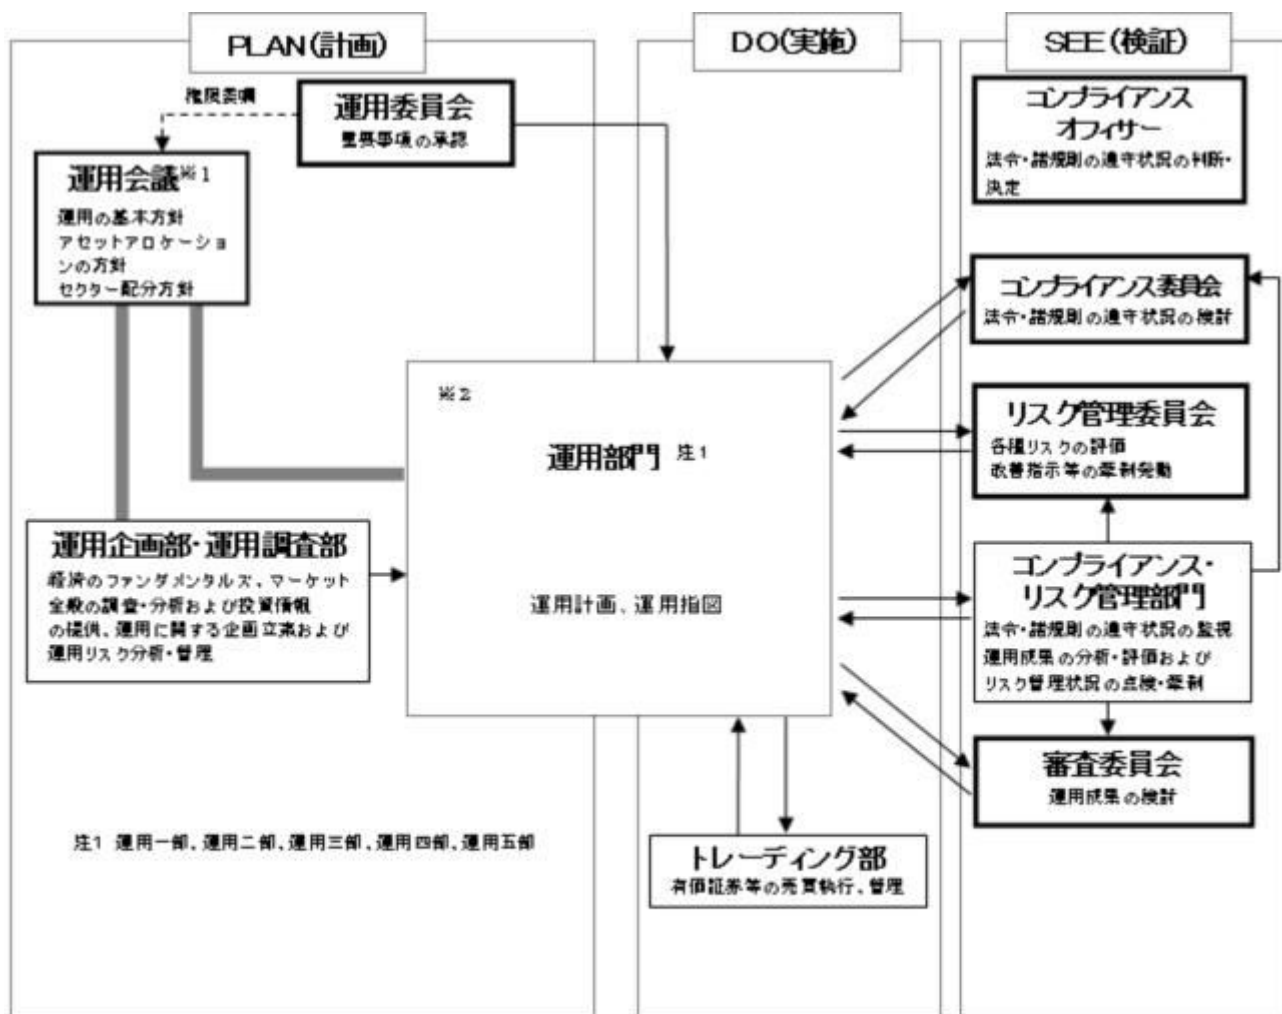 PLAN(計画)
権限委嘱
運用委員会
重要事項の承認
運用会議※1
運用の基本方針
アセットアロケーショ
ンの方針
セクター配分方針
運用企画部・運用調査部
経済のファンダメンタルズ、マーケット
全般の調査・分析および投資情報
の提供、運用に関する企画立案および
運用リスク分析・管理
注1 運用一部、運用二部、運用三部、運用四部、運用五部
DO(実施)
※2
運用部門 注1
運用計画、運用指図
トレーディング部
有価証券等の売買執行、管理
SEE(検証)
コンプライアンス
オフィサー
法令・諸規則の遵守状況の判断・
決定
コンプライアンス委員会
法令・諸規則の遵守状況の検討
リスク管理委員会
各種リスクの評価
改善指示等の牽制発動
コンプライアンス・
リスク管理部門
法令・諸規則の遵守状況の監視
運用成果の分析・評価および
リスク管理状況の点検・牽制
審査委員会
運用成果の検討